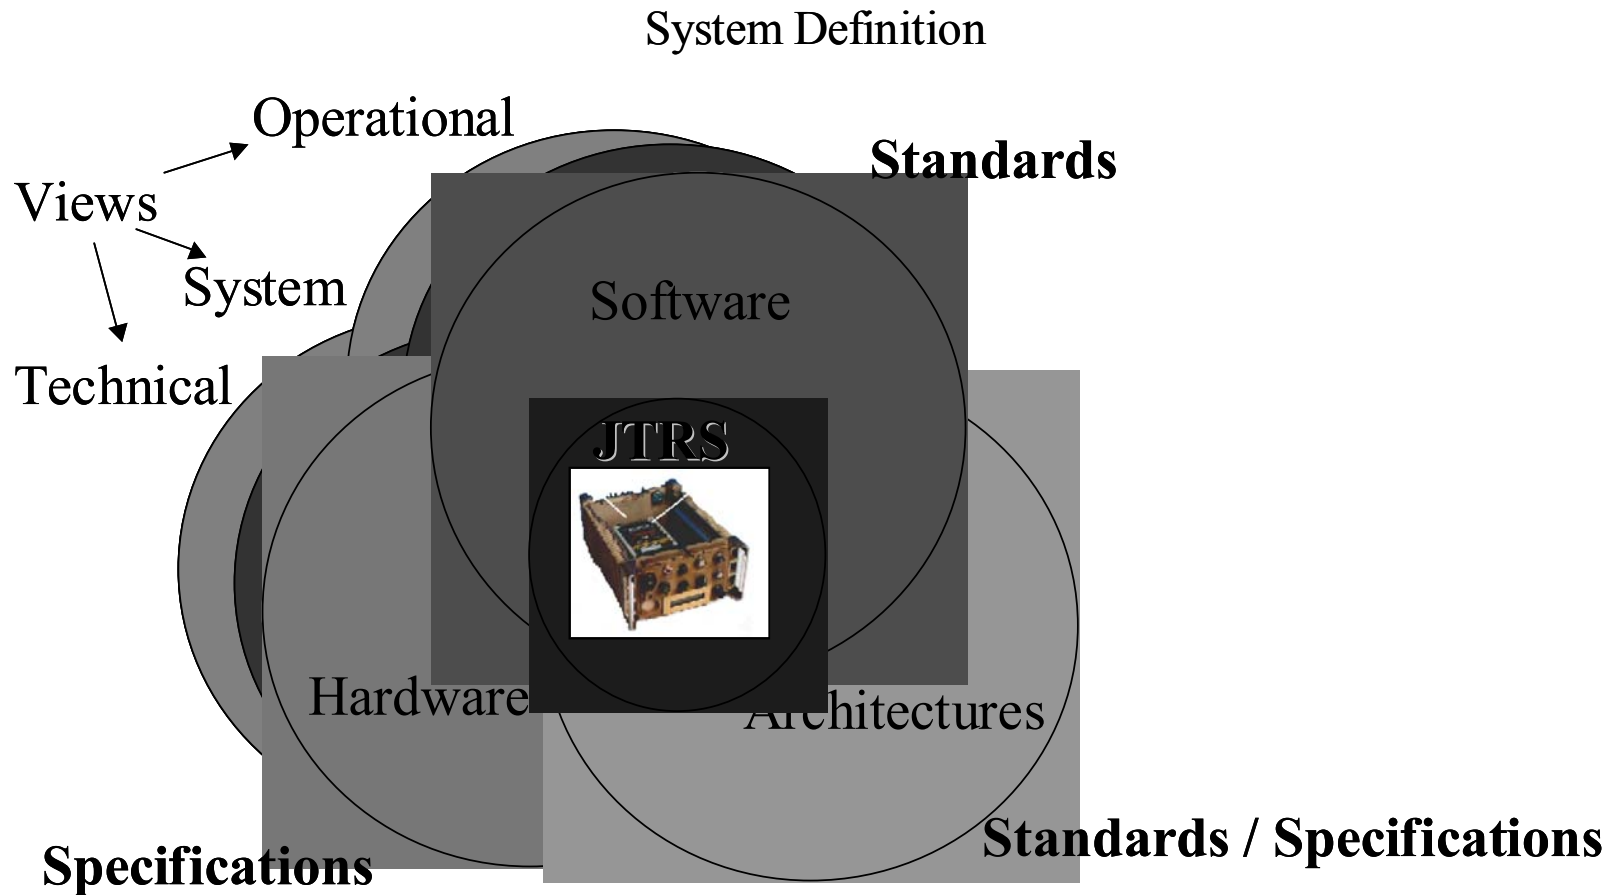 System Definition
Operational
Standards
Views
System
Software
Technical
JTRS
Hardware
Architectures
Standards / Specifications
Specifications